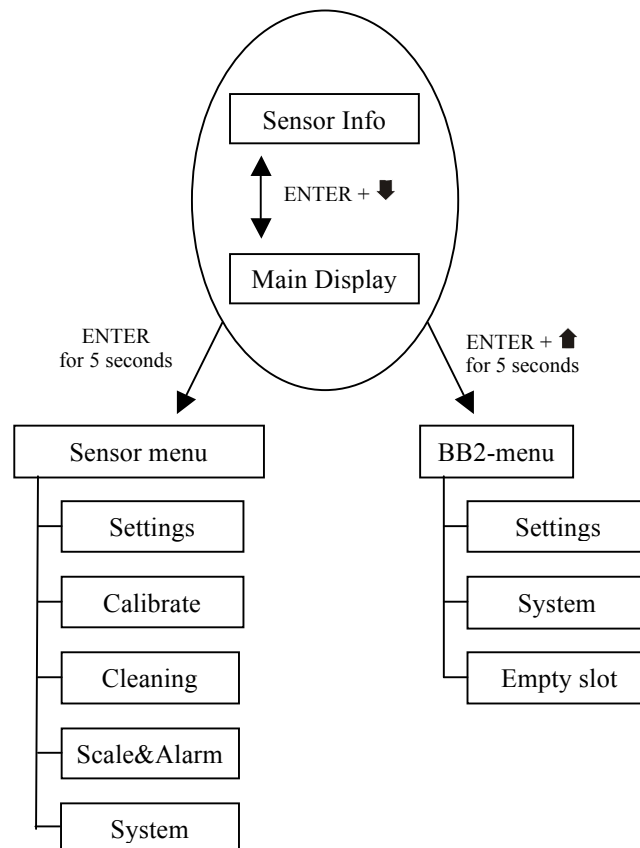 Sensor Info
ENTER + 🡇
Main Display
ENTER
for 5 seconds
ENTER + 🡅
for 5 seconds
Sensor menu
BB2-menu
Settings
Settings
Calibrate
System
Cleaning
Empty slot
Scale&Alarm
System